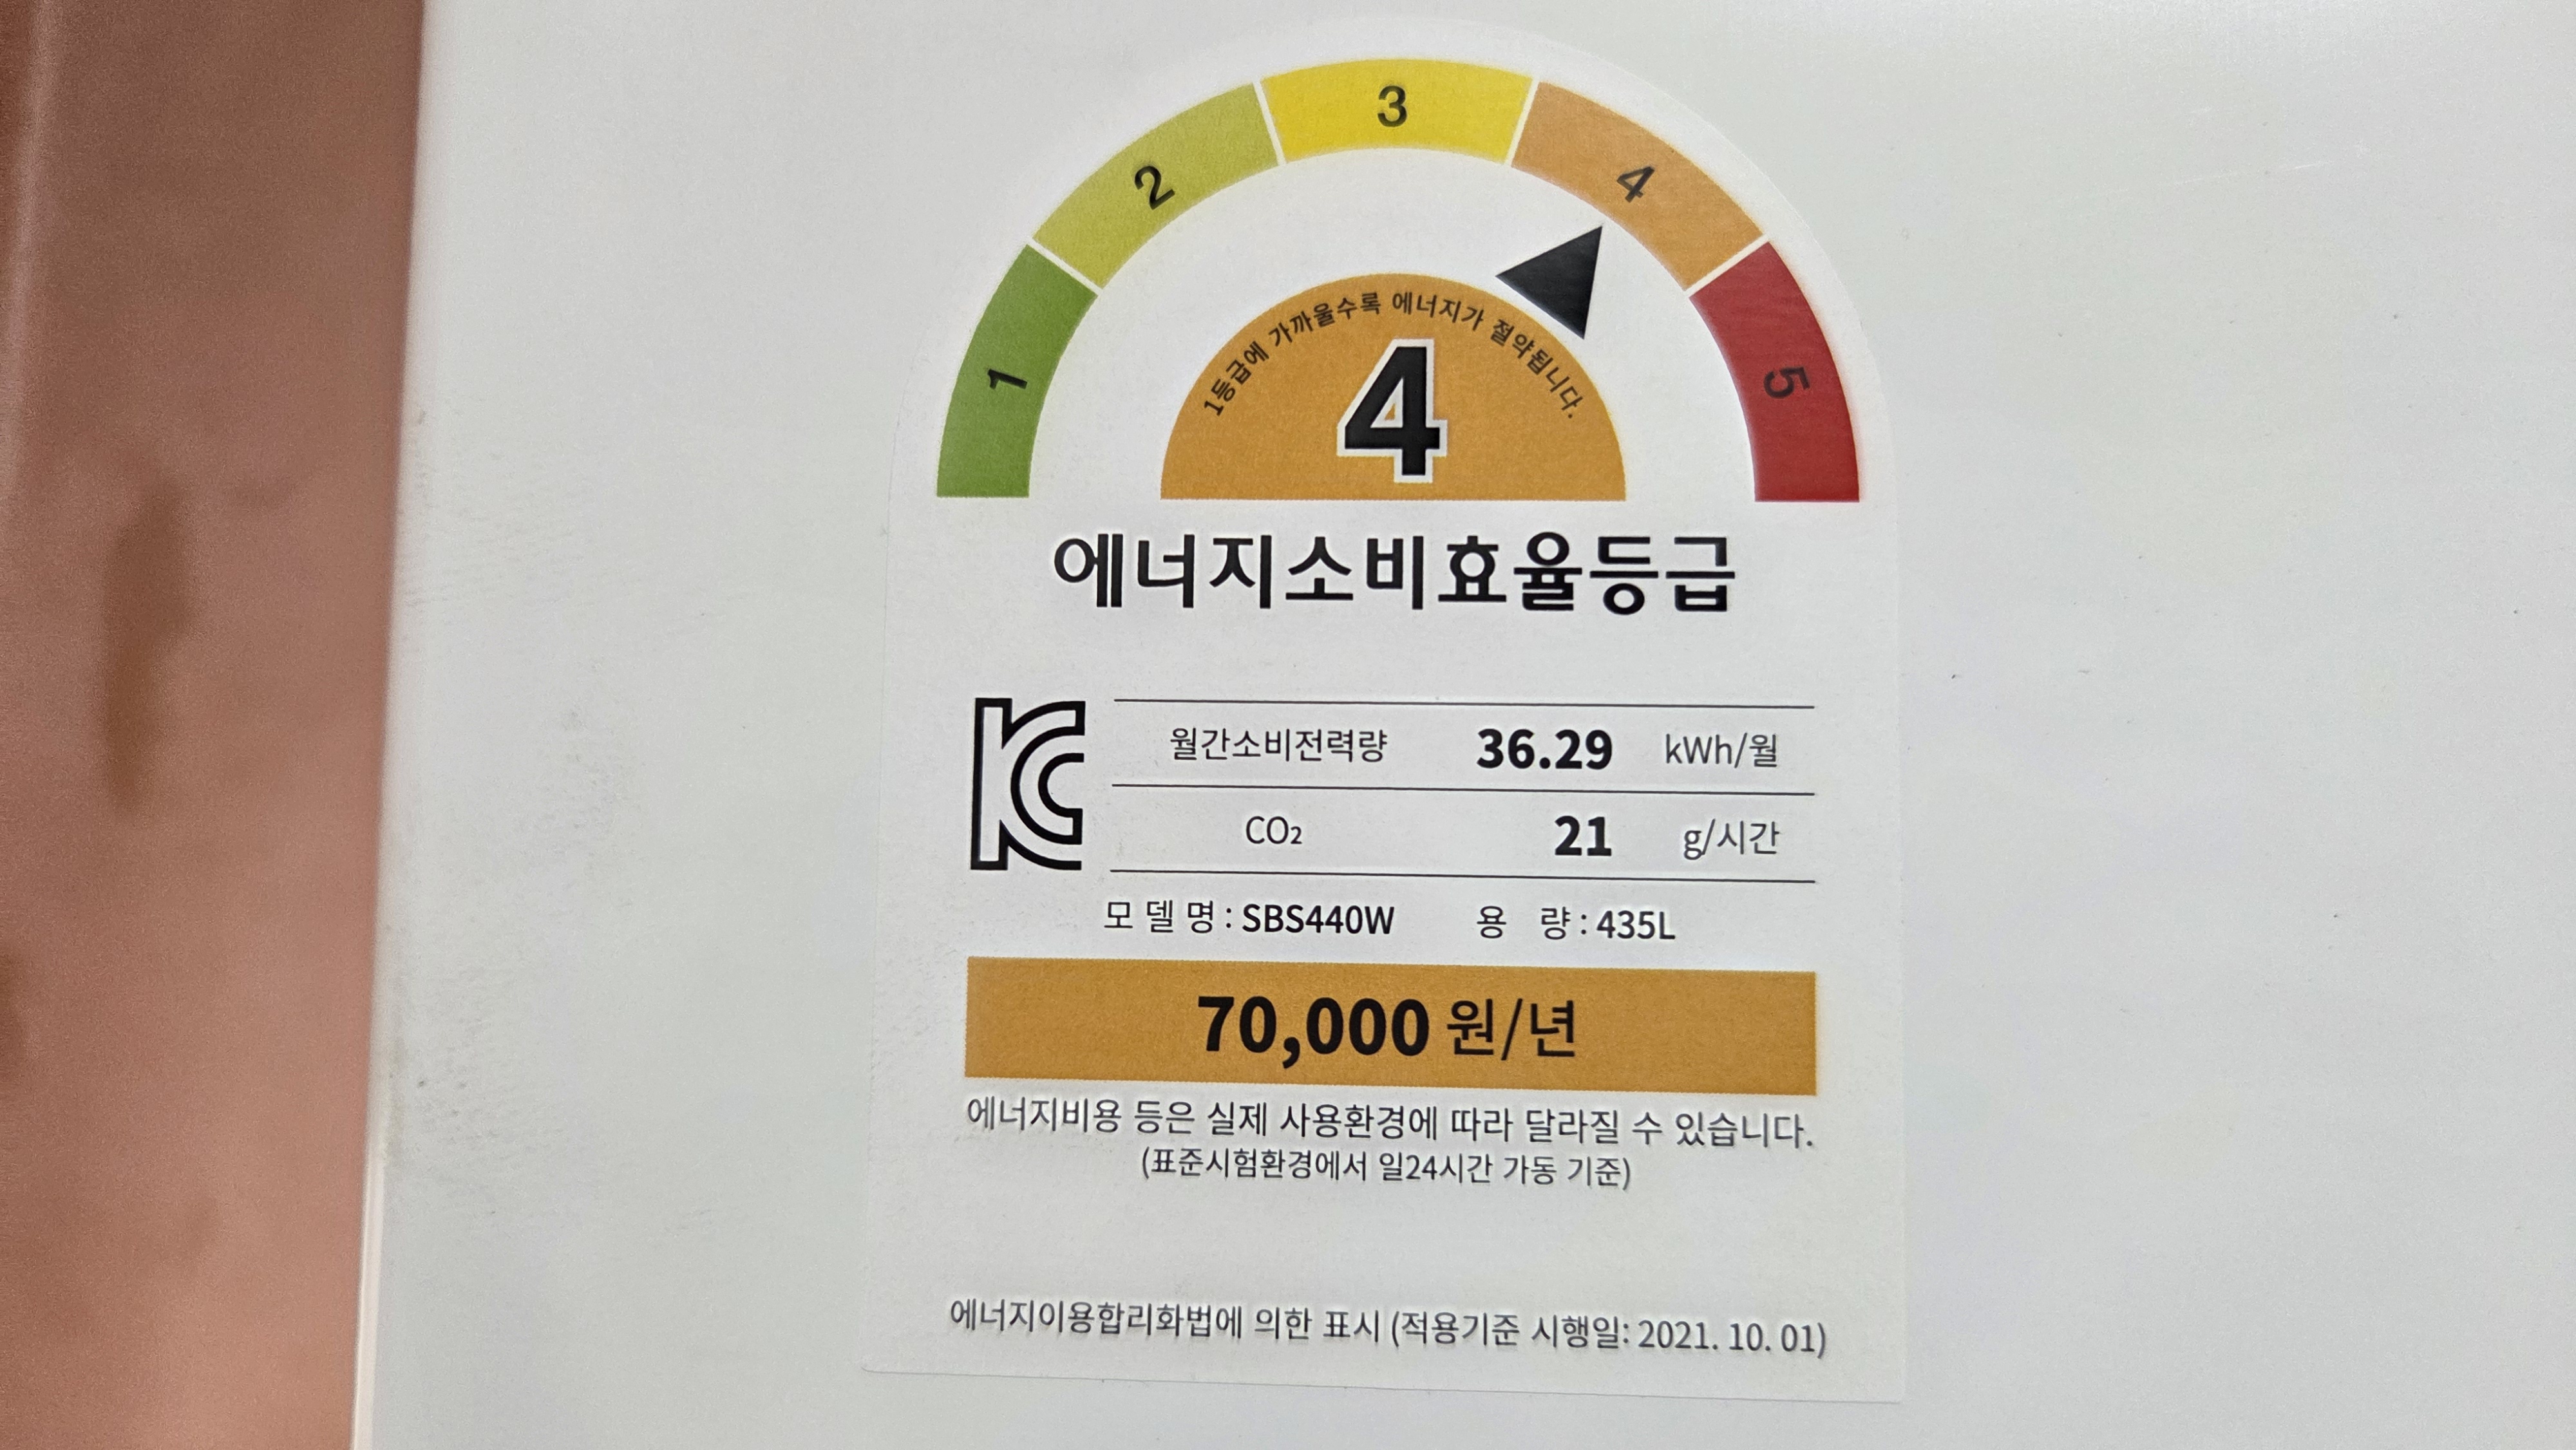 1
2
3
4
5
1등급에 가까울수록 에너지가 절약됩니다.
4
에너지소비효율등급
월간소비전력량 36.29 kWh/월
CO₂ 21 g/시간
모델명 : SBS440W 용 량 : 435L
70,000 원/년
에너지비용 등은 실제 사용환경에 따라 달라질 수 있습니다.
(표준시험환경에서 일24시간 가동 기준)
에너지이용합리화법에 의한 표시 (적용기준 시행일: 2021. 10. 01)